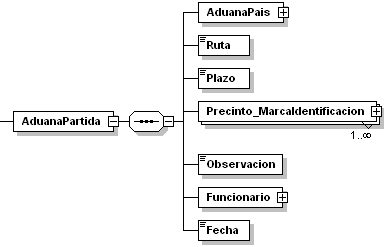 AduanaPais
Ruta
Plazo
AduanaPartida
Precinto_MarcaIdentificacion
1..∞
Observacion
Funcionario
Fecha